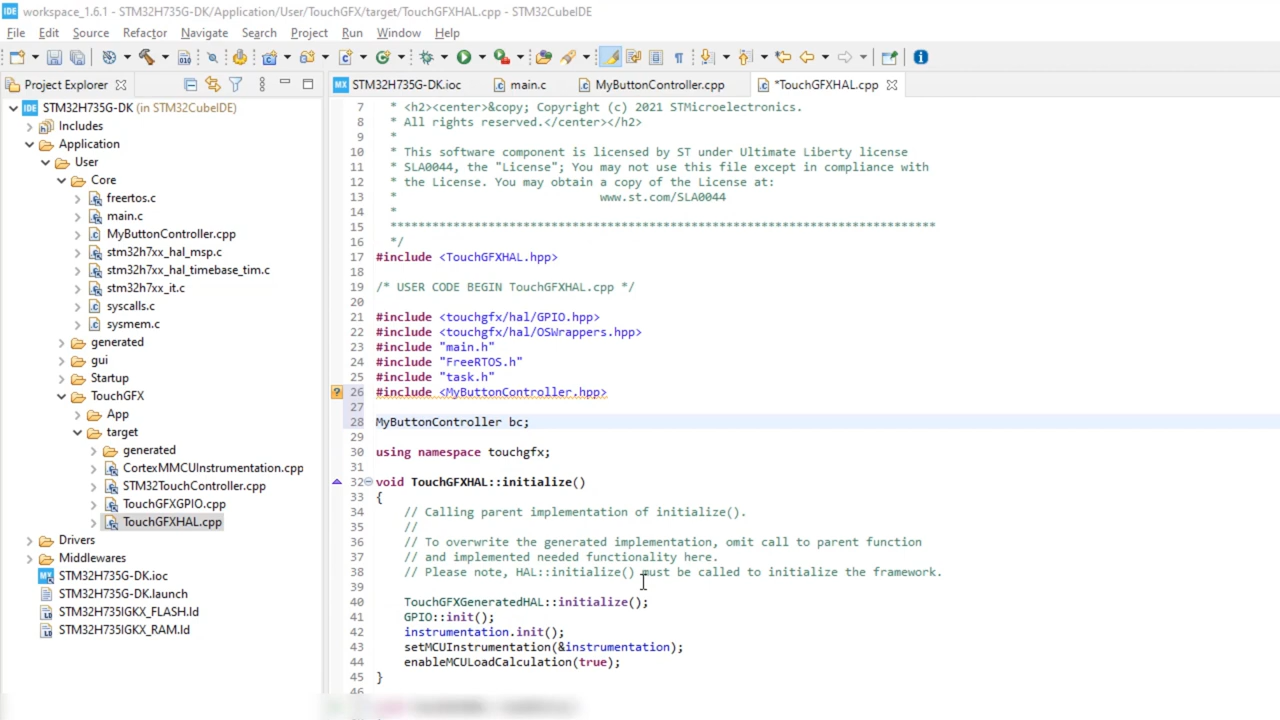 IDE workspace_1.6.1 - STM32H735G-DK/Application/User/TouchGFX/target/TouchGFXHAL.cpp - STM32CubeIDE
File Edit Source Refactor Navigate Search Project Run Window Help
Project Explorer
MX STM32H735G-DK.ioc main.c MyButtonController.cpp *TouchGFXHAL.cpp
IDE STM32H735G-DK (in STM32CubeIDE)
Includes
Application
User
Core
freertos.c
main.c
MyButtonController.cpp
stm32h7xx_hal_msp.c
stm32h7xx_hal_timebase_tim.c
stm32h7xx_it.c
syscalls.c
sysmem.c
generated
gui
Startup
TouchGFX
App
target
generated
CortexMMCUInstrumentation.cpp
STM32TouchController.cpp
TouchGFXGPIO.cpp
TouchGFXHAL.cpp
Drivers
Middlewares
MX STM32H735G-DK.ioc
STM32H735G-DK.launch
STM32H735IGKX_FLASH.ld
STM32H735IGKX_RAM.ld
7 * <h2><center>&copy; Copyright (c) 2021 STMicroelectronics.
8 * All rights reserved.</center></h2>
9 *
10 * This software component is licensed by ST under Ultimate Liberty license
11 * SLA0044, the "License"; You may not use this file except in compliance with
12 * the License. You may obtain a copy of the License at:
13 * www.st.com/SLA0044
14 *
15 ******************************************************************************
16 */
17 #include <TouchGFXHAL.hpp>
18
19 /* USER CODE BEGIN TouchGFXHAL.cpp */
20
21 #include <touchgfx/hal/GPIO.hpp>
22 #include <touchgfx/hal/OSWrappers.hpp>
23 #include "main.h"
24 #include "FreeRTOS.h"
25 #include "task.h"
26 #include <MyButtonController.hpp>
27
28 MyButtonController bc;
29
30 using namespace touchgfx;
31
32 void TouchGFXHAL::initialize()
33 {
34 // Calling parent implementation of initialize().
35 //
36 // To overwrite the generated implementation, omit call to parent function
37 // and implemented needed functionality here.
38 // Please note, HAL::initialize() must be called to initialize the framework.
39
40 TouchGFXGeneratedHAL::initialize();
41 GPIO::init();
42 instrumentation.init();
43 setMCUInstrumentation(&instrumentation);
44 enableMCULoadCalculation(true);
45 }
46